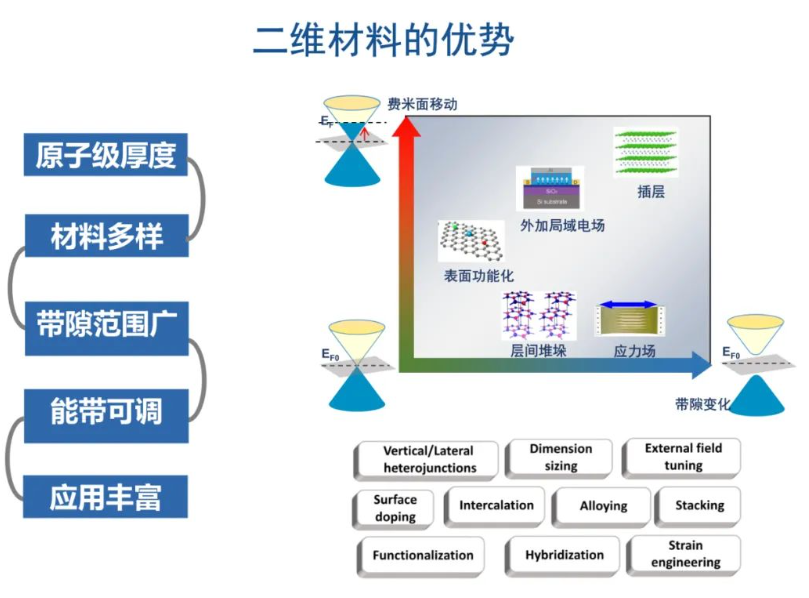 二维材料的优势
原子级厚度
材料多样
带隙范围广
能带可调
应用丰富
费米面移动
EF
插层
SiO₂
Si substrate
外加局域电场
表面功能化
层间堆垛
应力场
EF0
EF0
带隙变化
Vertical/Lateral
heterojunctions
Dimension
sizing
External field
tuning
Surface
doping
Intercalation
Alloying
Stacking
Functionalization
Hybridization
Strain
engineering